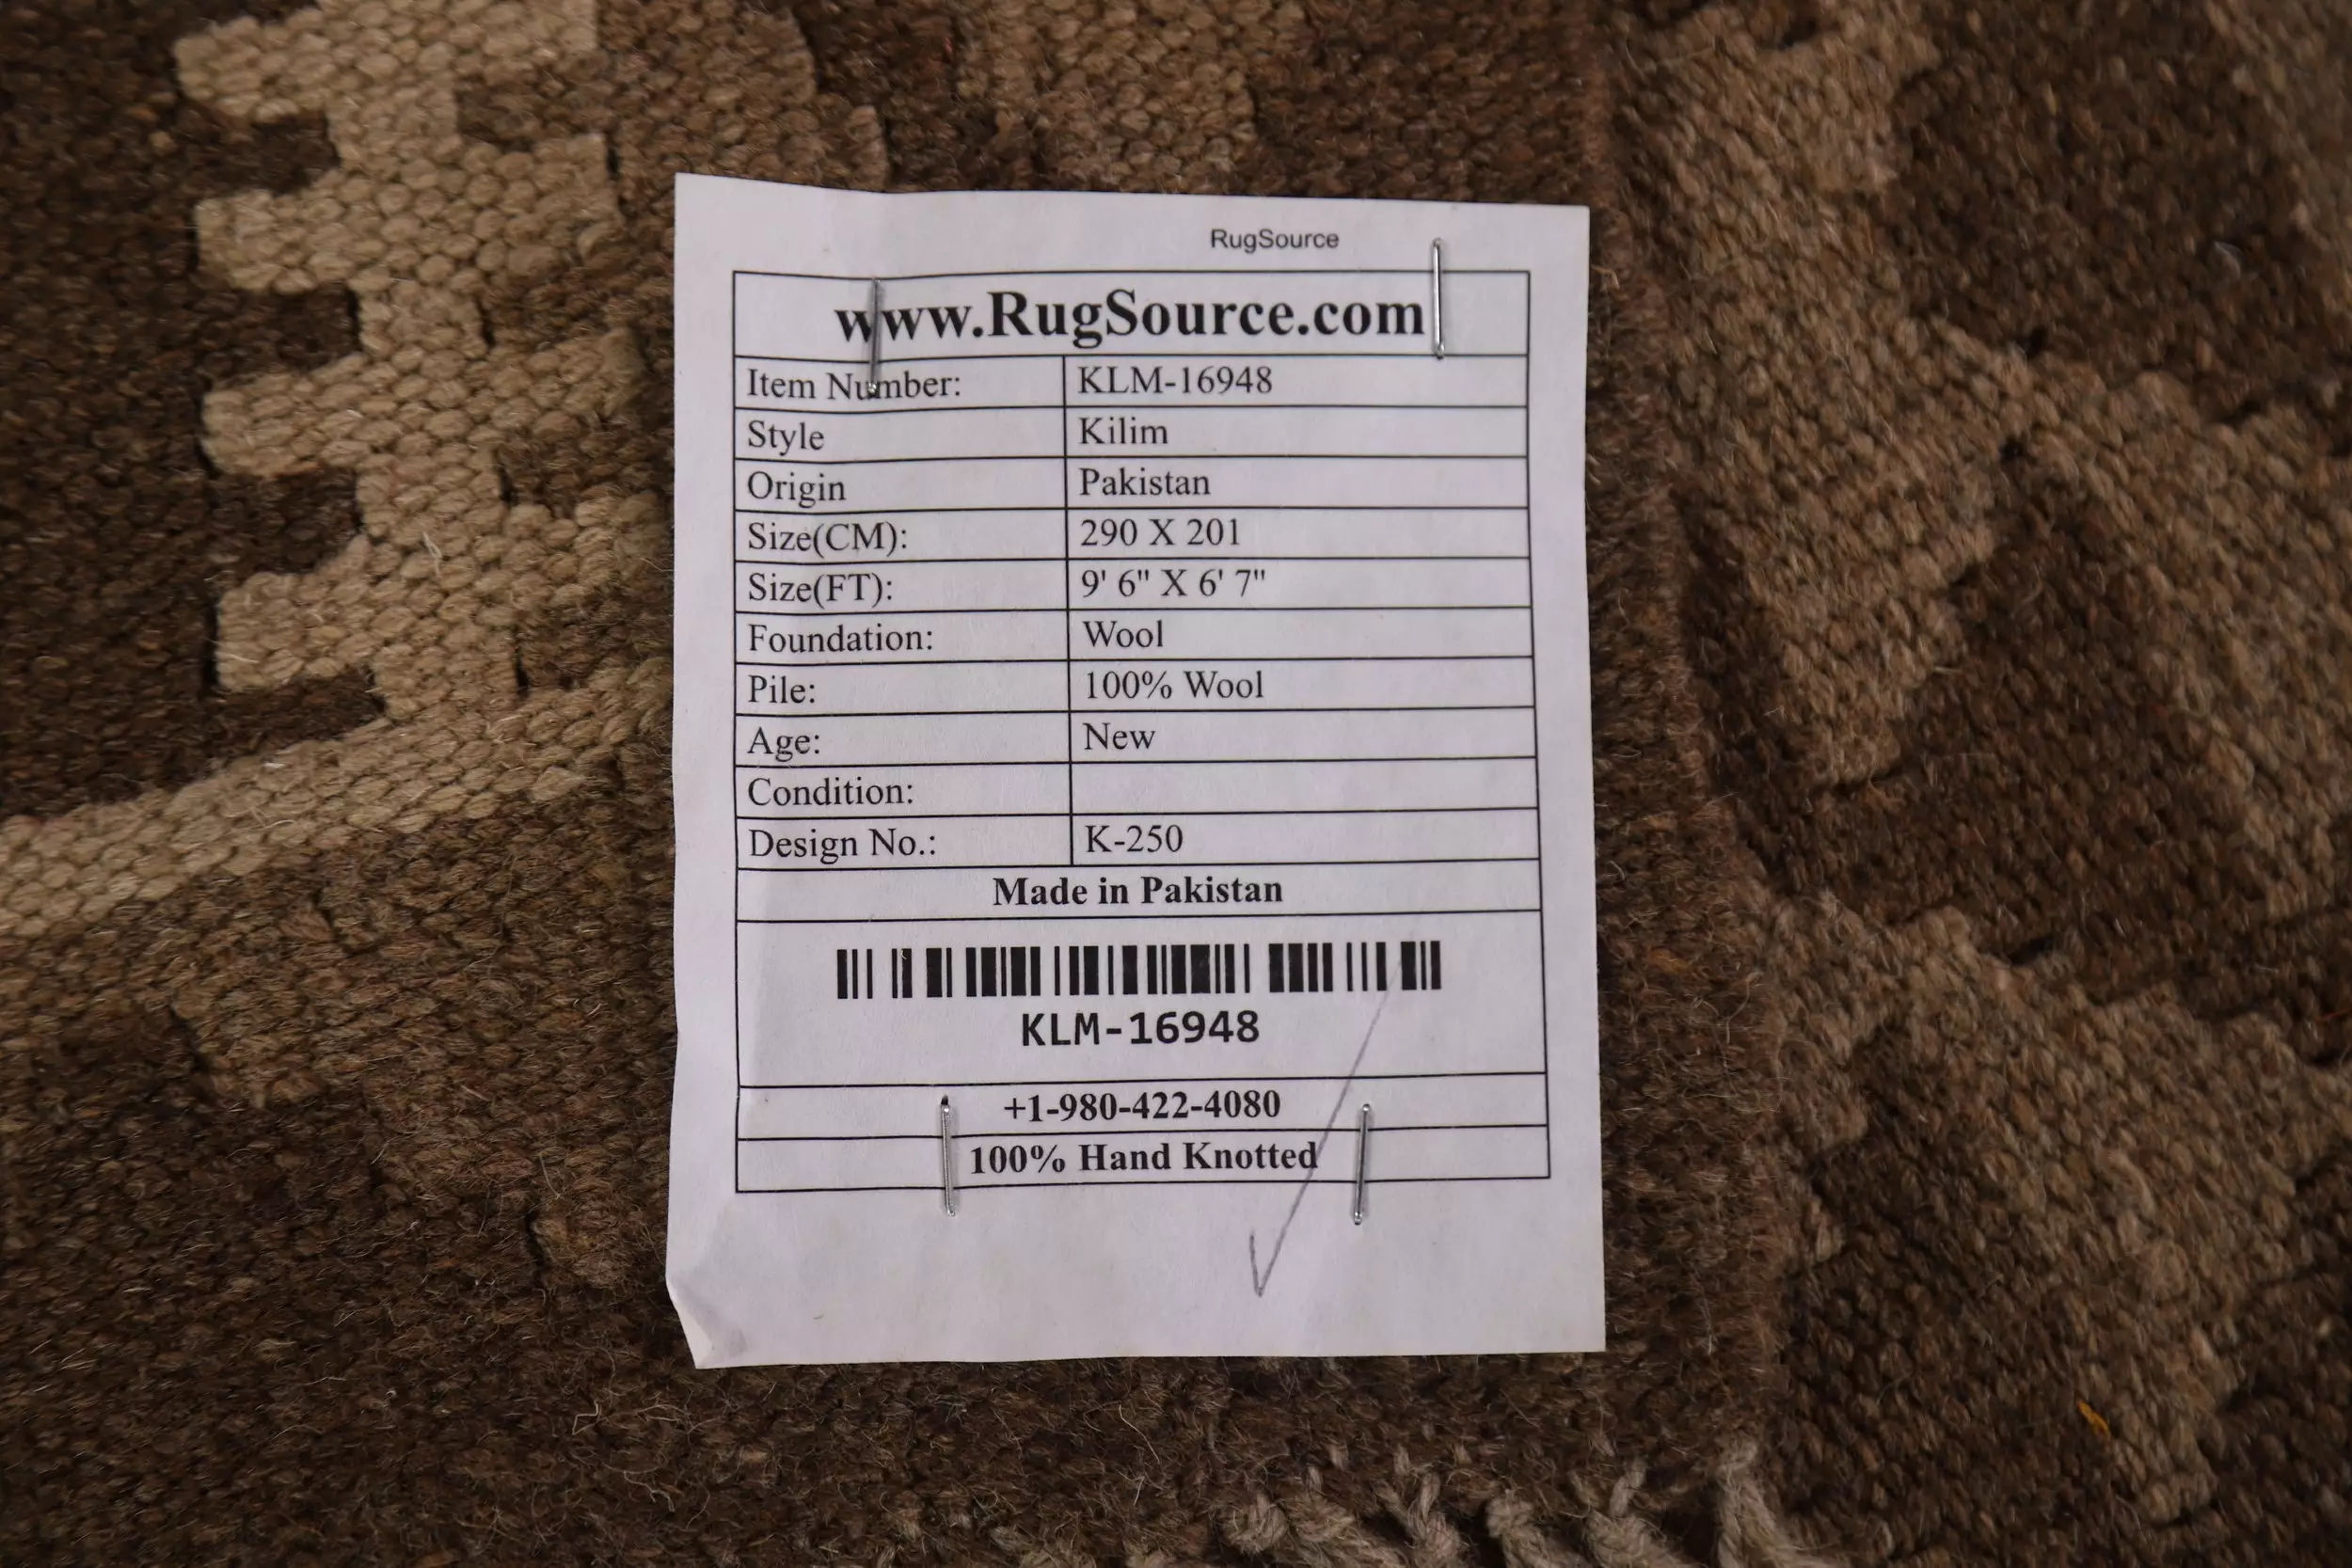 RugSource
www.RugSource.com
Item Number: KLM-16948
Style Kilim
Origin Pakistan
Size(CM): 290 X 201
Size(FT): 9' 6" X 6' 7"
Foundation: Wool
Pile: 100% Wool
Age: New
Condition:
Design No.: K-250
Made in Pakistan
KLM-16948
+1-980-422-4080
100% Hand Knotted